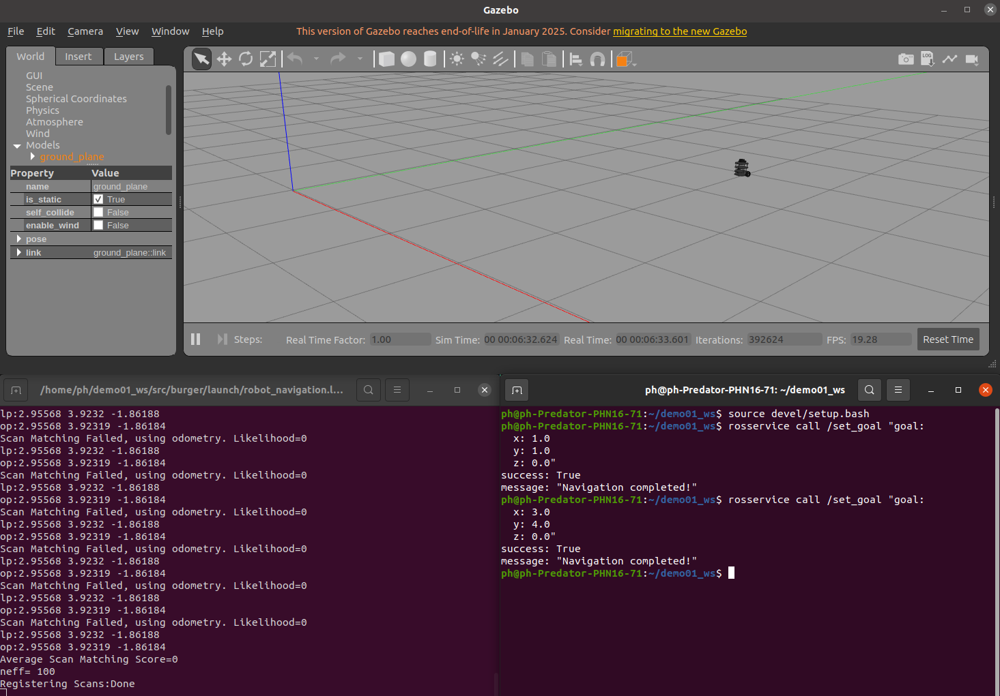 Gazebo
File Edit Camera View Window Help
This version of Gazebo reaches end-of-life in January 2025. Consider migrating to the new Gazebo
World Insert Layers
GUI
Scene
Spherical Coordinates
Physics
Atmosphere
Wind
Models
ground_plane
Property Value
name ground_plane
is_static True
self_collide False
enable_wind False
pose
link ground_plane::link
LOG
Steps: Real Time Factor: 1.00 Sim Time: 00 00:06:32.624 Real Time: 00 00:06:33.601 Iterations: 392624 FPS: 19.28 Reset Time
/home/ph/demo01_ws/src/burger/launch/robot_navigation.l...
lp:2.95568 3.9232 -1.86188
op:2.95568 3.92319 -1.86184
Scan Matching Failed, using odometry. Likelihood=0
lp:2.95568 3.9232 -1.86188
op:2.95568 3.92319 -1.86184
Scan Matching Failed, using odometry. Likelihood=0
lp:2.95568 3.9232 -1.86188
op:2.95568 3.92319 -1.86184
Scan Matching Failed, using odometry. Likelihood=0
lp:2.95568 3.9232 -1.86188
op:2.95568 3.92319 -1.86184
Scan Matching Failed, using odometry. Likelihood=0
lp:2.95568 3.9232 -1.86188
op:2.95568 3.92319 -1.86184
Scan Matching Failed, using odometry. Likelihood=0
lp:2.95568 3.9232 -1.86188
op:2.95568 3.92319 -1.86184
Scan Matching Failed, using odometry. Likelihood=0
lp:2.95568 3.9232 -1.86188
op:2.95568 3.92319 -1.86184
Average Scan Matching Score=0
neff= 100
Registering Scans:Done
ph@ph-Predator-PHN16-71: ~/demo01_ws
ph@ph-Predator-PHN16-71:~/demo01_ws$ source devel/setup.bash
ph@ph-Predator-PHN16-71:~/demo01_ws$ rosservice call /set_goal "goal:
x: 1.0
y: 1.0
z: 0.0"
success: True
message: "Navigation completed!"
ph@ph-Predator-PHN16-71:~/demo01_ws$ rosservice call /set_goal "goal:
x: 3.0
y: 4.0
z: 0.0"
success: True
message: "Navigation completed!"
ph@ph-Predator-PHN16-71:~/demo01_ws$